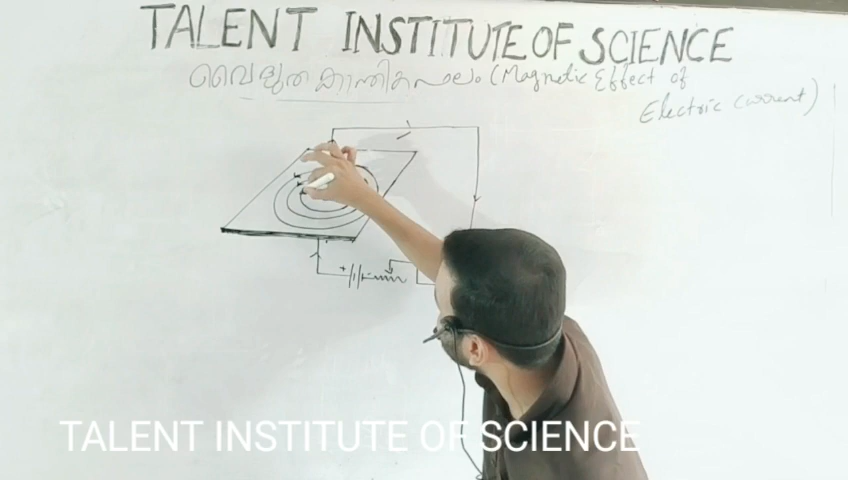 TALENT INSTITUTE OF SCIENCE
വൈദ്യുത കാന്തികഫലം (Magnetic Effect of
Electric Current)
+
TALENT INSTITUTE OF SCIENCE